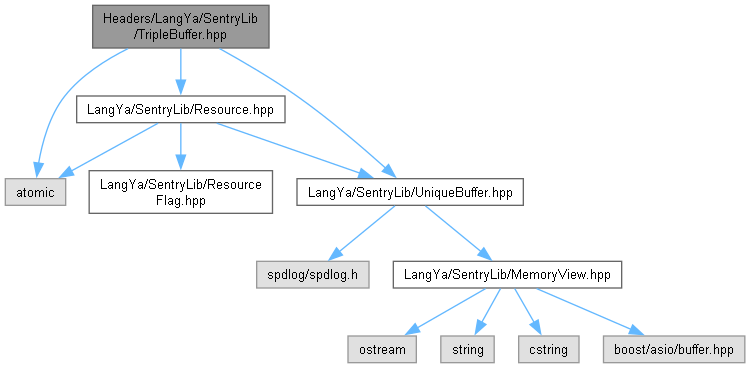 Headers/LangYa/SentryLib
/TripleBuffer.hpp
LangYa/SentryLib/Resource.hpp
atomic
LangYa/SentryLib/Resource
Flag.hpp
LangYa/SentryLib/UniqueBuffer.hpp
spdlog/spdlog.h
LangYa/SentryLib/MemoryView.hpp
ostream
string
cstring
boost/asio/buffer.hpp